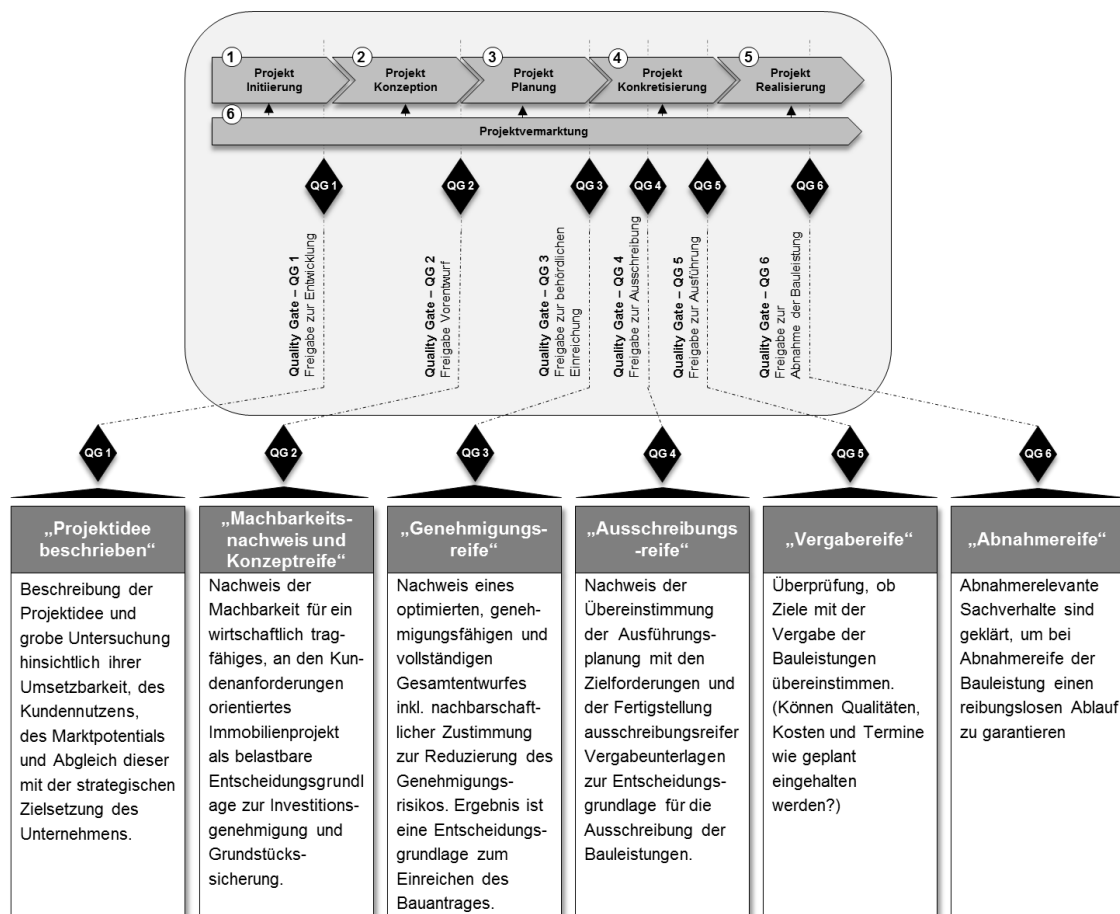 1
Projekt
Initiierung
2
Projekt
Konzeption
3
Projekt
Planung
4
Projekt
Konkretisierung
5
Projekt
Realisierung
6
Projektvermarktung
QG 1
QG 2
QG 3
QG 4
QG 5
QG 6
Quality Gate – QG 1
Freigabe zur Entwicklung
Quality Gate – QG 2
Freigabe Vorentwurf
Quality Gate – QG 3
Freigabe zur behördlichen
Einreichung
Quality Gate – QG 4
Freigabe zur Ausschreibung
Quality Gate – QG 5
Freigabe zur Ausführung
Quality Gate – QG 6
Freigabe zur
Abnahme der Bauleistung
QG 1
QG 2
QG 3
QG 4
QG 5
QG 6
„Projektidee
beschrieben“
Beschreibung der
Projektidee und
grobe Untersuchung
hinsichtlich ihrer
Umsetzbarkeit, des
Kundennutzens,
des Marktpotentials
und Abgleich dieser
mit der strategischen
Zielsetzung des
Unternehmens.
„Machbarkeits-
nachweis und
Konzeptreife“
Nachweis der
Machbarkeit für ein
wirtschaftlich trag-
fähiges, an den Kun-
denanforderungen
orientiertes
Immobilienprojekt
als belastbare
Entscheidungsgrundl
age zur Investitions-
genehmigung und
Grundstücks-
sicherung.
„Genehmigungs-
reife“
Nachweis eines
optimierten, geneh-
migungsfähigen und
vollständigen
Gesamtentwurfes
inkl. nachbarschaft-
licher Zustimmung
zur Reduzierung des
Genehmigungs-
risikos. Ergebnis ist
eine Entscheidungs-
grundlage zum
Einreichen des
Bauantrages.
„Ausschreibungs
-reife“
Nachweis der
Übereinstimmung
der Ausführungs-
planung mit den
Zielforderungen und
der Fertigstellung
ausschreibungsreifer
Vergabeunterlagen
zur Entscheidungs-
grundlage für die
Ausschreibung der
Bauleistungen.
„Vergabereife“
Überprüfung, ob
Ziele mit der
Vergabe der
Bauleistungen
übereinstimmen.
(Können Qualitäten,
Kosten und Termine
wie geplant
eingehalten
werden?)
„Abnahmereife“
Abnahmerelevante
Sachverhalte sind
geklärt, um bei
Abnahmereife der
Bauleistung einen
reibungslosen Ablauf
zu garantieren